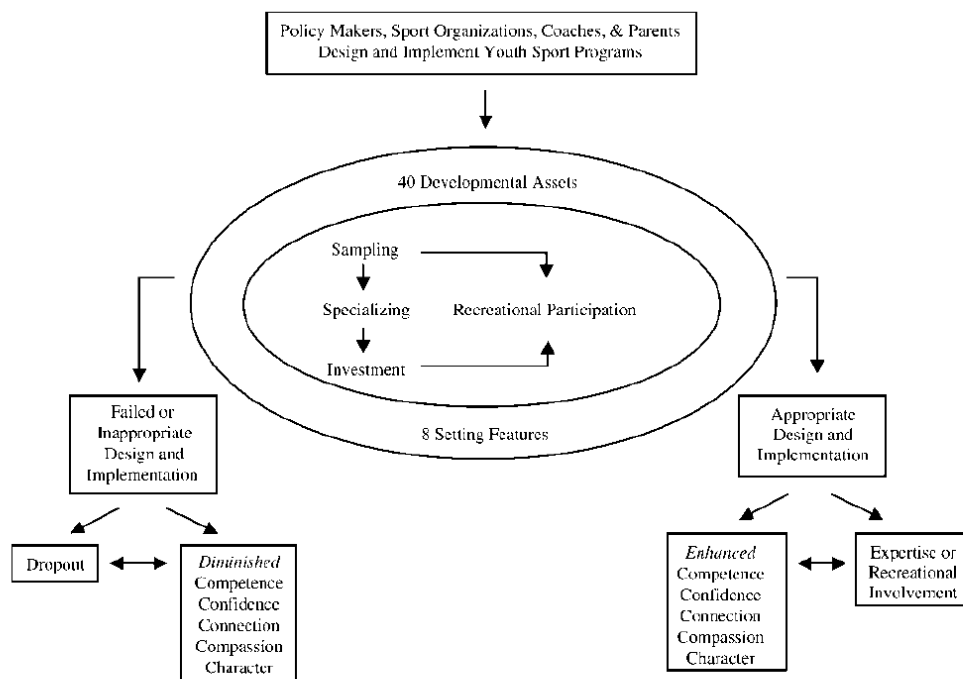 Policy Makers, Sport Organizations, Coaches, & Parents
Design and Implement Youth Sport Programs
40 Developmental Assets
Sampling
Specializing
Recreational Participation
Investment
8 Setting Features
Failed or
Inappropriate
Design and
Implementation
Appropriate
Design and
Implementation
Dropout
Diminished
Competence
Confidence
Connection
Compassion
Character
Enhanced
Competence
Confidence
Connection
Compassion
Character
Expertise or
Recreational
Involvement